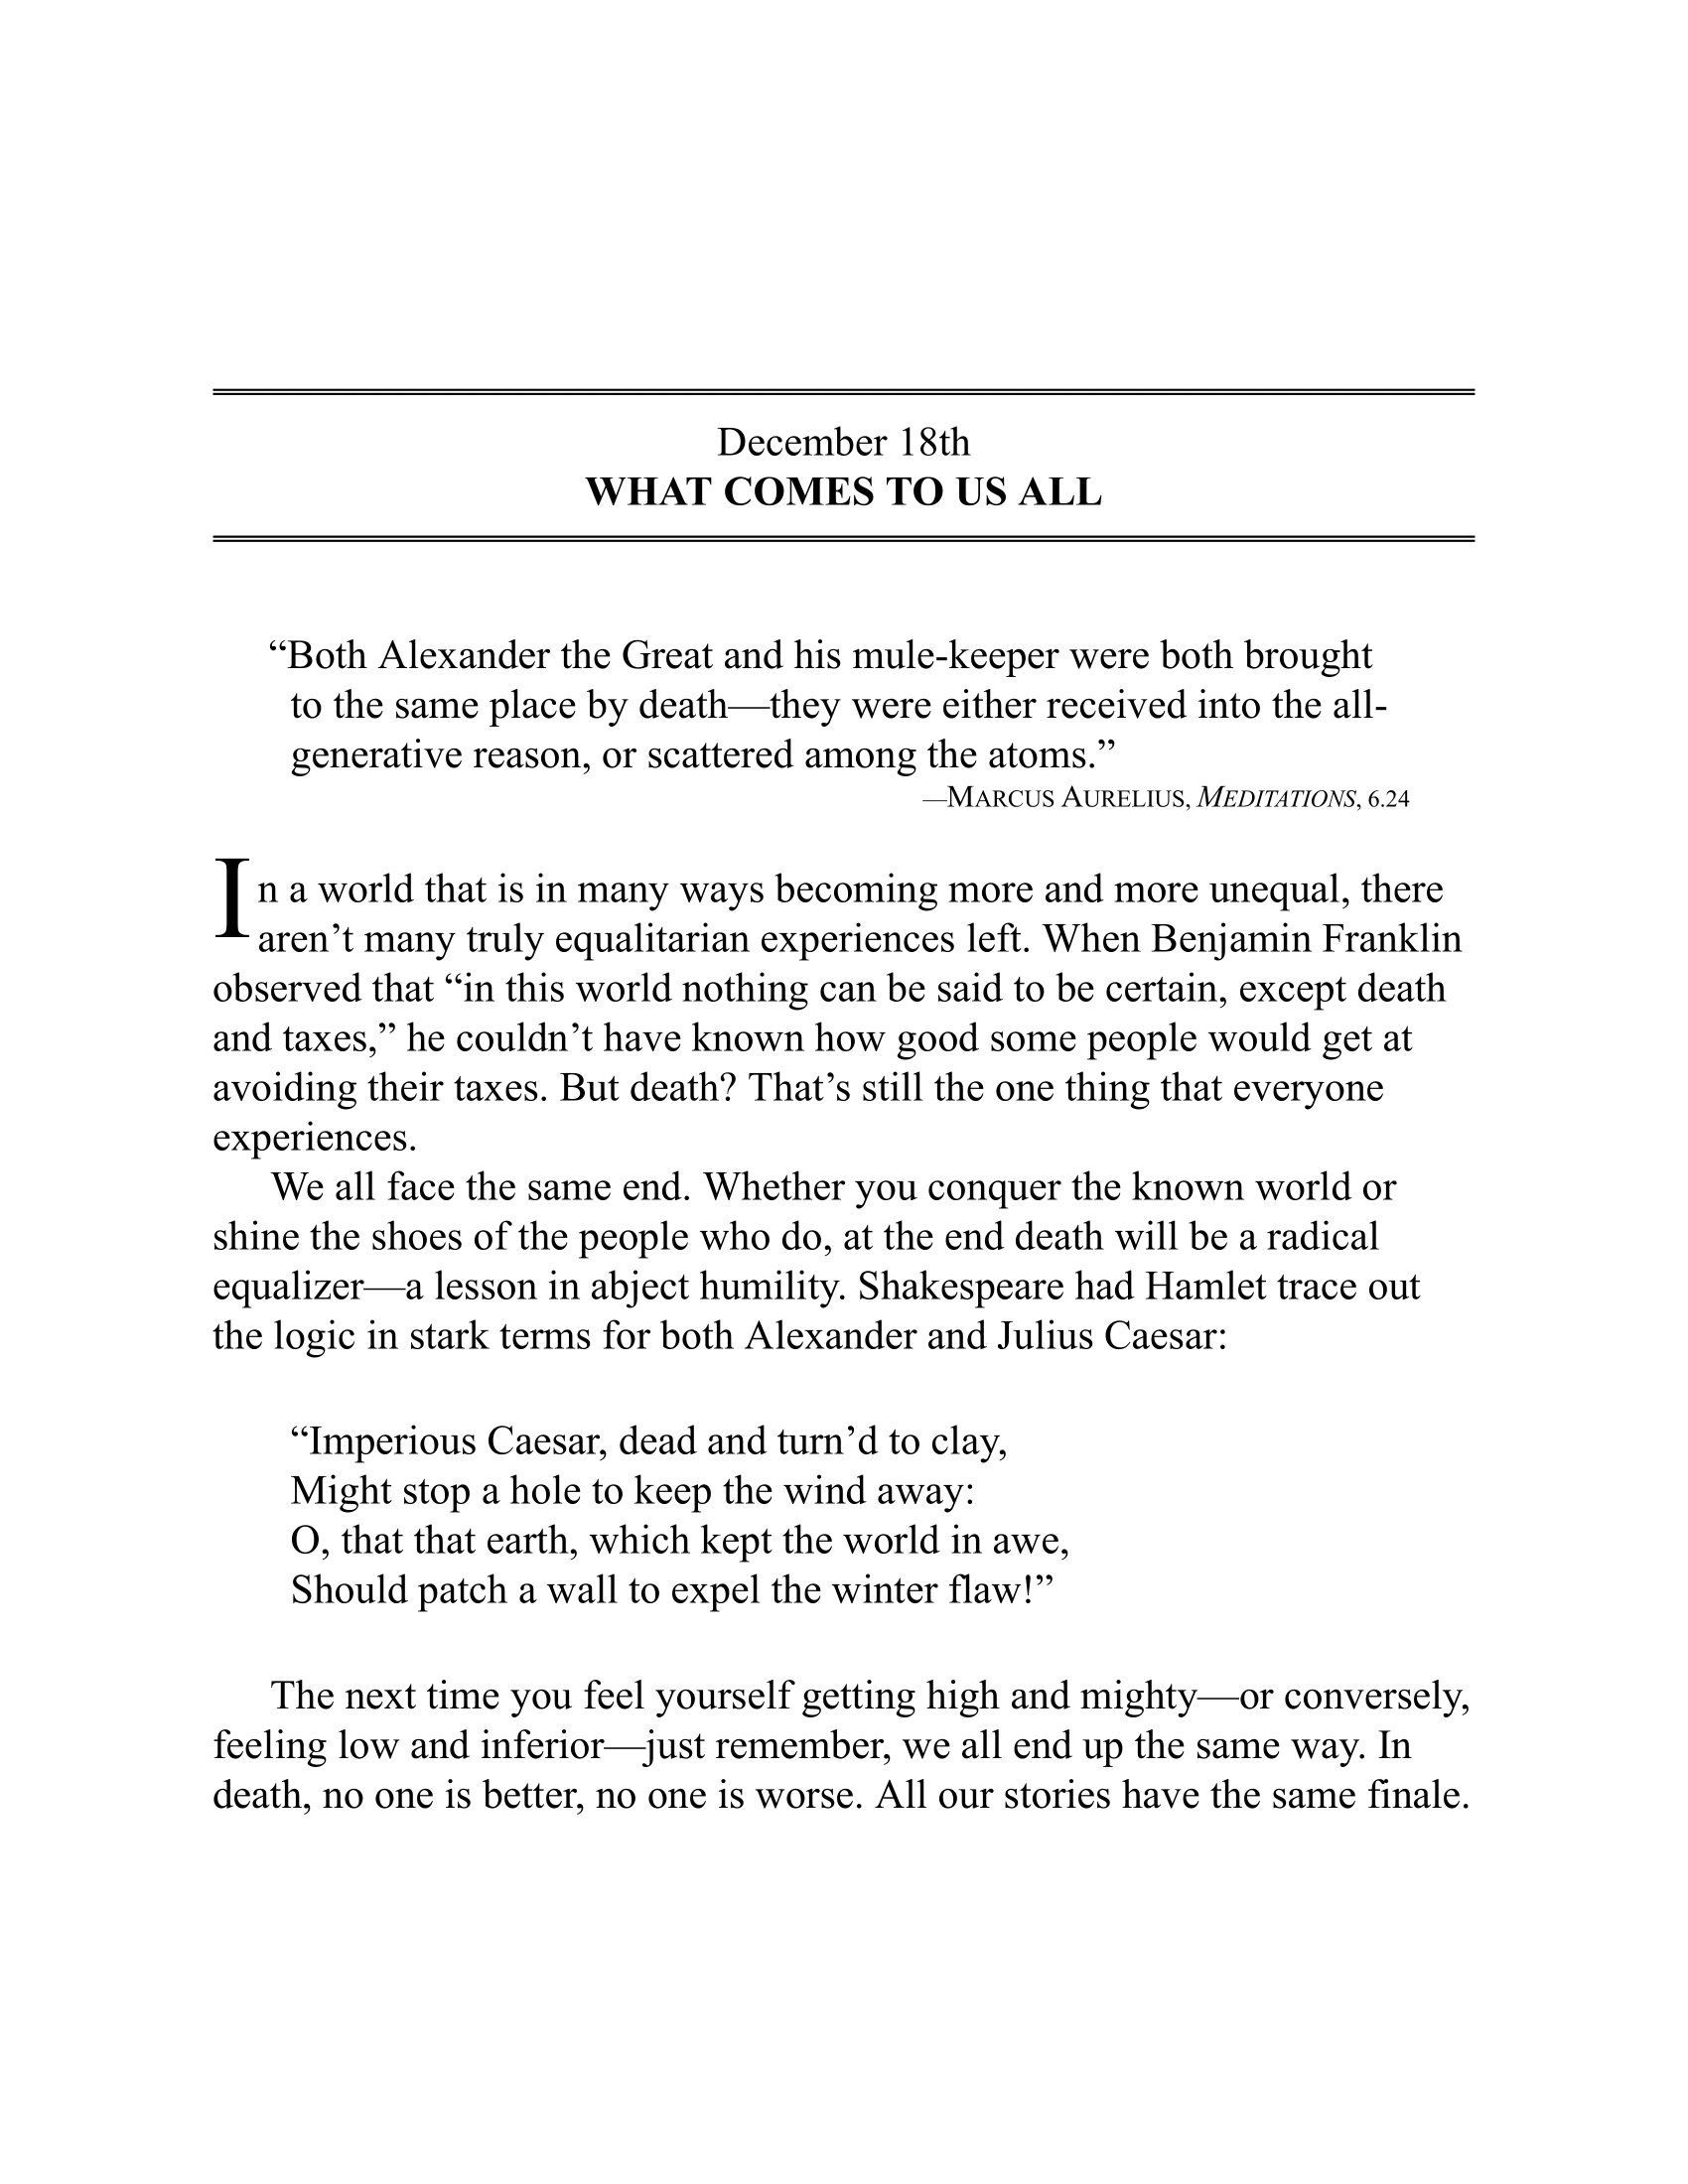 December 18th
WHAT COMES TO US ALL
“Both Alexander the Great and his mule-keeper were both brought
to the same place by death—they were either received into the all-
generative reason, or scattered among the atoms.”
—MARCUS AURELIUS, MEDITATIONS, 6.24
In a world that is in many ways becoming more and more unequal, there
aren’t many truly equalitarian experiences left. When Benjamin Franklin
observed that “in this world nothing can be said to be certain, except death
and taxes,” he couldn’t have known how good some people would get at
avoiding their taxes. But death? That’s still the one thing that everyone
experiences.
We all face the same end. Whether you conquer the known world or
shine the shoes of the people who do, at the end death will be a radical
equalizer—a lesson in abject humility. Shakespeare had Hamlet trace out
the logic in stark terms for both Alexander and Julius Caesar:
“Imperious Caesar, dead and turn’d to clay,
Might stop a hole to keep the wind away:
O, that that earth, which kept the world in awe,
Should patch a wall to expel the winter flaw!”
The next time you feel yourself getting high and mighty—or conversely,
feeling low and inferior—just remember, we all end up the same way. In
death, no one is better, no one is worse. All our stories have the same finale.